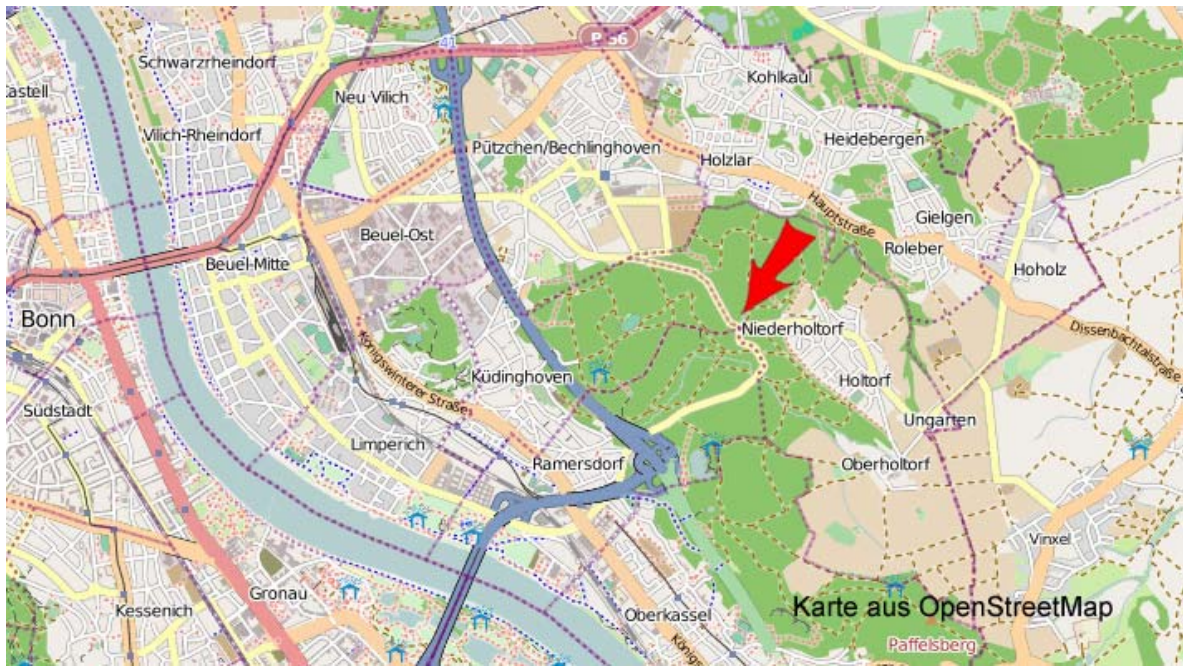 41
P 56
Schwarzrheindorf
Kohlkaul
Neu Vilich
Vilich-Rheindorf
Heidebergen
Pützchen/Bechlinghoven
Holzlar
Hauptstraße
Gielgen
Beuel-Ost
Roleber
Beuel-Mitte
Hoholz
Bonn
Niederholtorf
Dissenbachtalstraße
Königswinterer Straße
Küdinghoven
Holtorf
Südstadt
Ungarten
Limperich
Ramersdorf
Oberholtorf
Vinxel
Gronau
Kessenich
Oberkassel
Karte aus OpenStreetMap
Paffelsberg